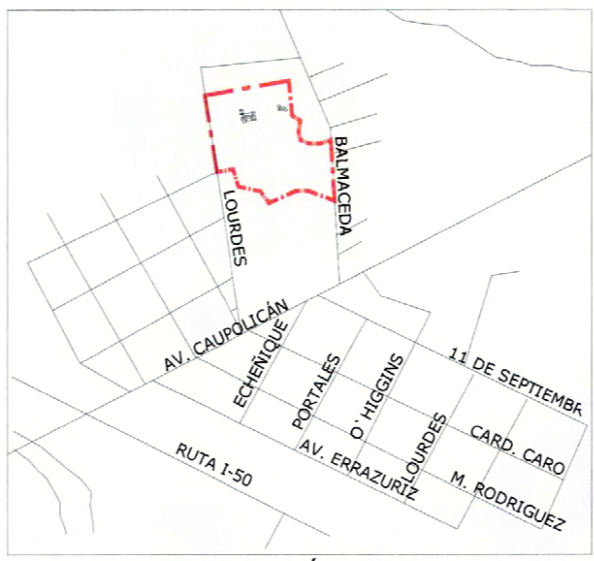 BALMACEDA
LOURDES
AV. CAUPOLICÁN
ECHEÑIQUE
PORTALES
O`HIGGINS
11 DE SEPTIEMBR
LOURDES
CARD. CARO
AV. ERRAZURIZ
M. RODRIGUEZ
RUTA I-50